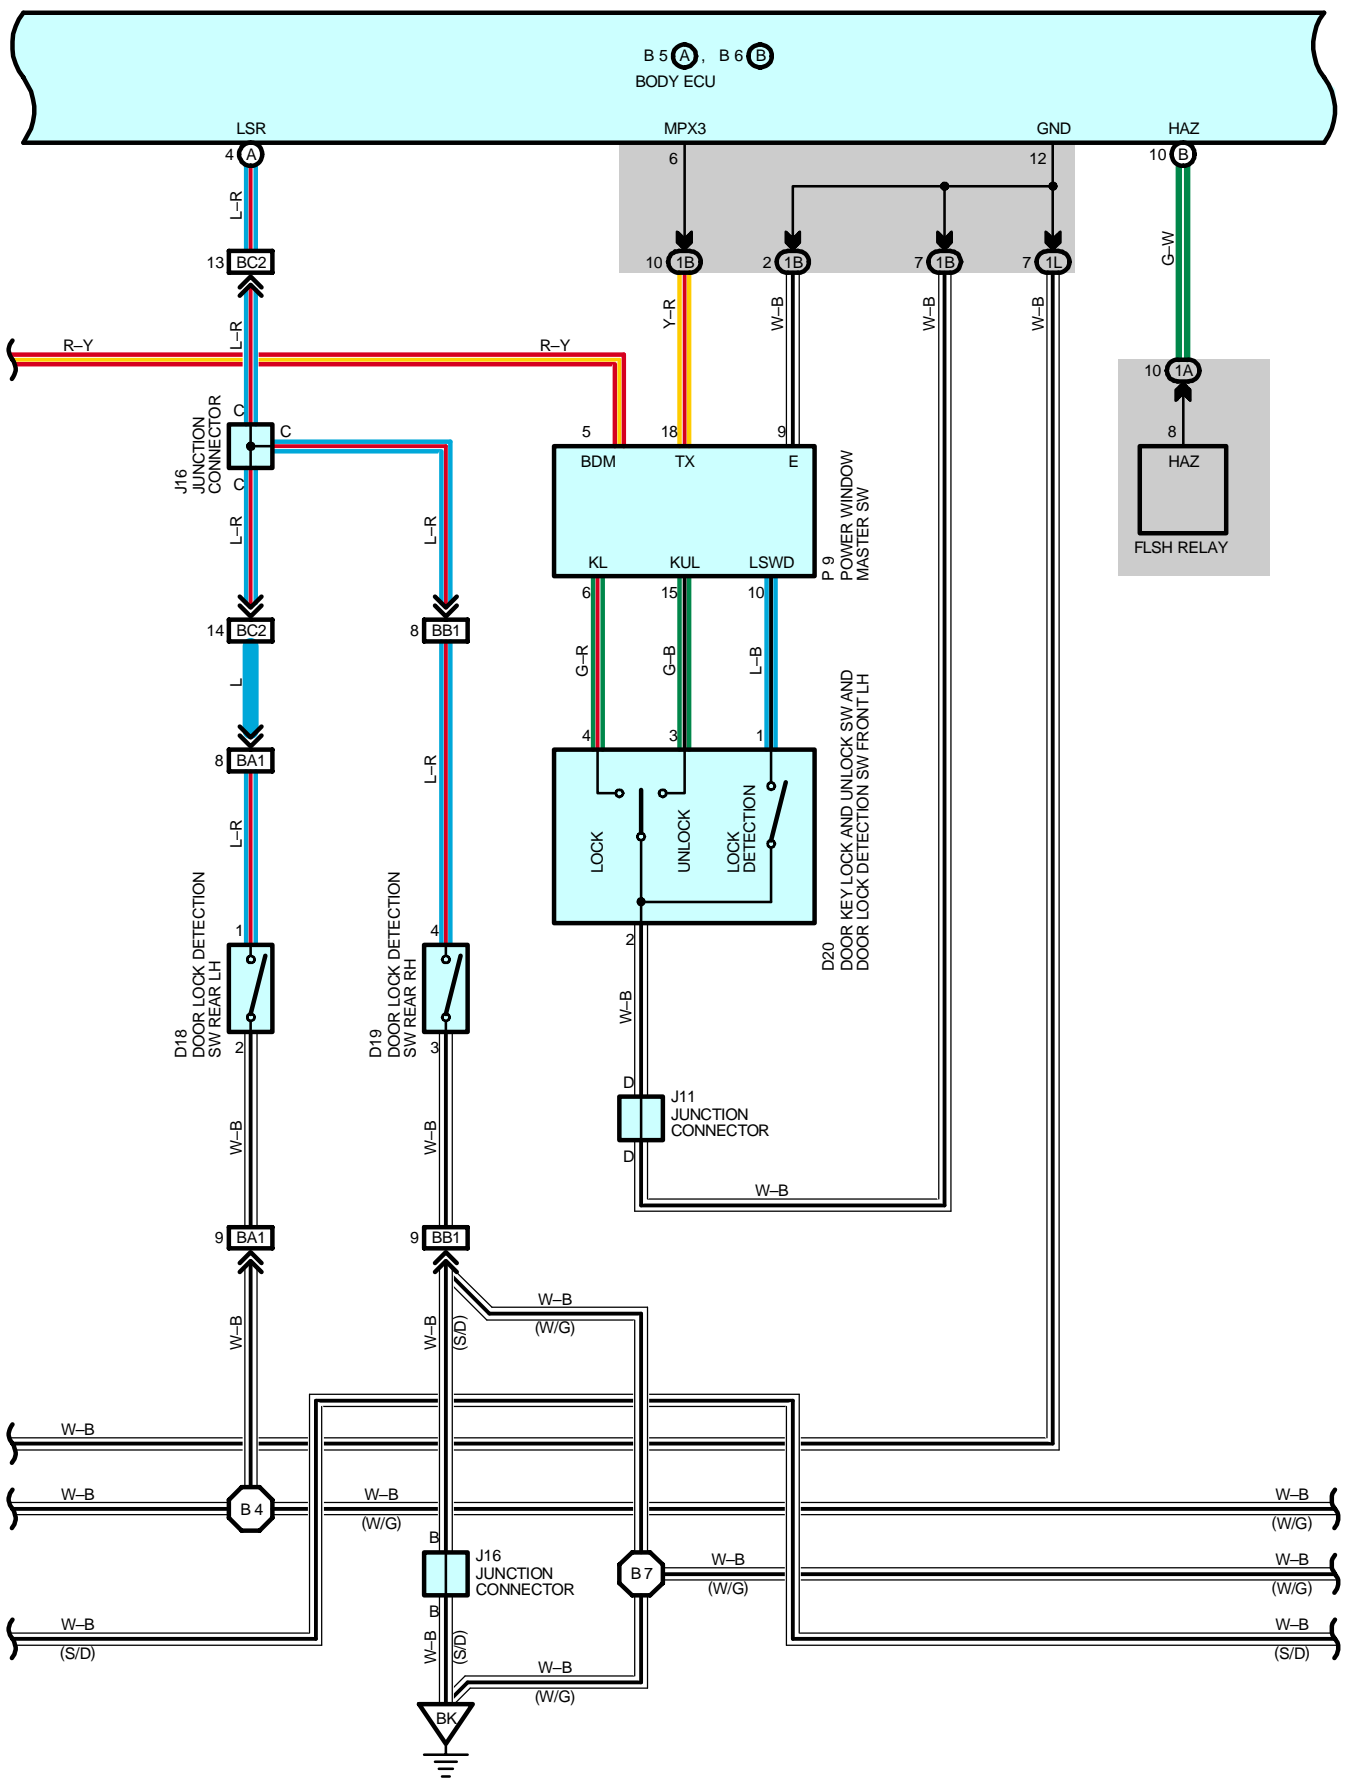 B 5 A , B 6 B
BODY ECU
LSR
MPX3
GND
HAZ
4 A
6
12
10 B
L–R
G–W
13 BC2
10 1B
2 1B
7 1B
7 1L
L–R
Y–R
W–B
W–B
W–B
R–Y
R–Y
10 1A
C
C
C
J16
JUNCTION
CONNECTOR
5
18
9
8
BDM
TX
E
HAZ
P 9
POWER WINDOW
MASTER SW
L–R
L–R
FLSH RELAY
KL
KUL
LSWD
6
15
10
14 BC2
8 BB1
L
G–R
G–B
L–B
4
3
1
8 BA1
L–R
L–R
LOCK
UNLOCK
LOCK
DETECTION
D20
DOOR KEY LOCK AND UNLOCK SW AND
DOOR LOCK DETECTION SW FRONT LH
1
4
2
D18
DOOR LOCK DETECTION
SW REAR LH
D19
DOOR LOCK DETECTION
SW REAR RH
W–B
2
3
D
J11
JUNCTION
CONNECTOR
D
W–B
W–B
W–B
9 BA1
9 BB1
W–B
W–B
(S/D)
W–B
(W/G)
W–B
W–B
B 4
W–B
(W/G)
W–B
(W/G)
B
J16
JUNCTION
CONNECTOR
B
B 7
W–B
(W/G)
W–B
(W/G)
W–B
(S/D)
W–B
(S/D)
W–B
(S/D)
W–B
(W/G)
BK